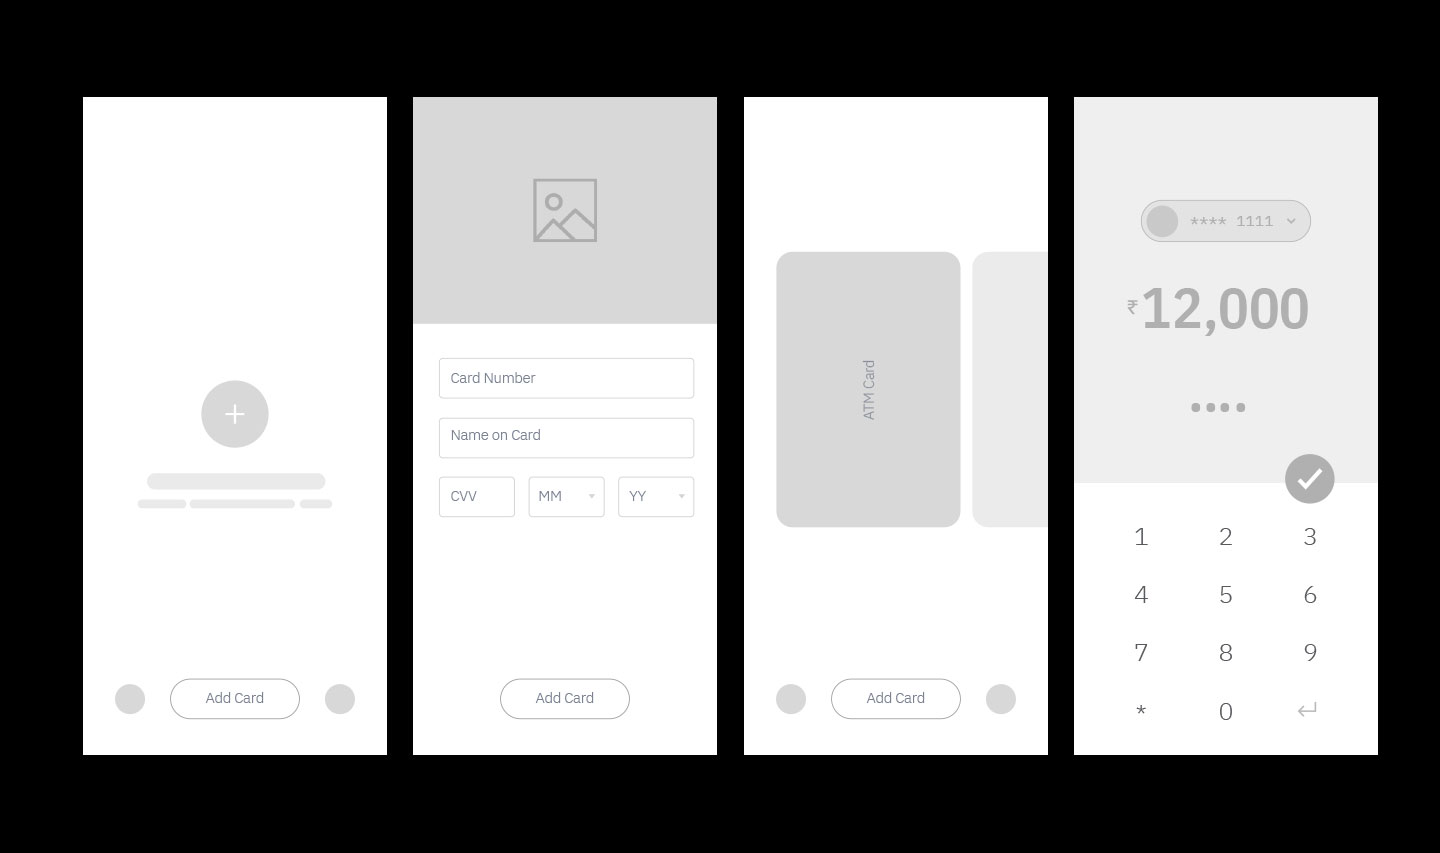 Add Card
Card Number
Name on Card
CVV
MM
YY
Add Card
ATM Card
Add Card
**** 1111
₹12,000
••••
1 2 3
4 5 6
7 8 9
* 0